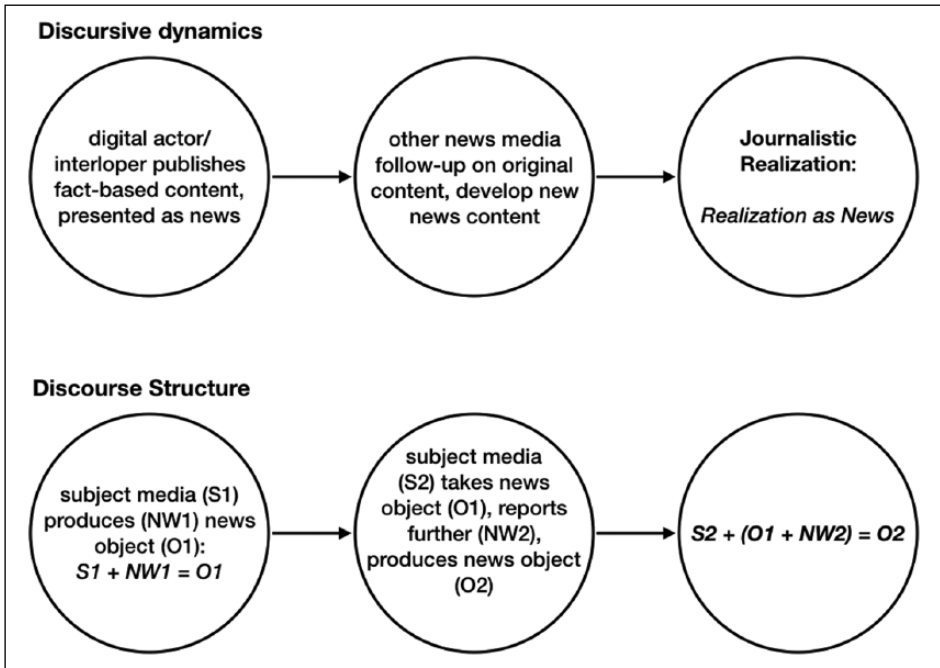 Discursive dynamics
digital actor/
interloper publishes
fact-based content,
presented as news
other news media
follow-up on original
content, develop new
news content
Journalistic
Realization:
Realization as News
Discourse Structure
subject media (S1)
produces (NW1) news
object (O1):
S1 + NW1 = O1
subject media
(S2) takes news
object (O1), reports
further (NW2),
produces news object
(O2)
S2 + (O1 + NW2) = O2